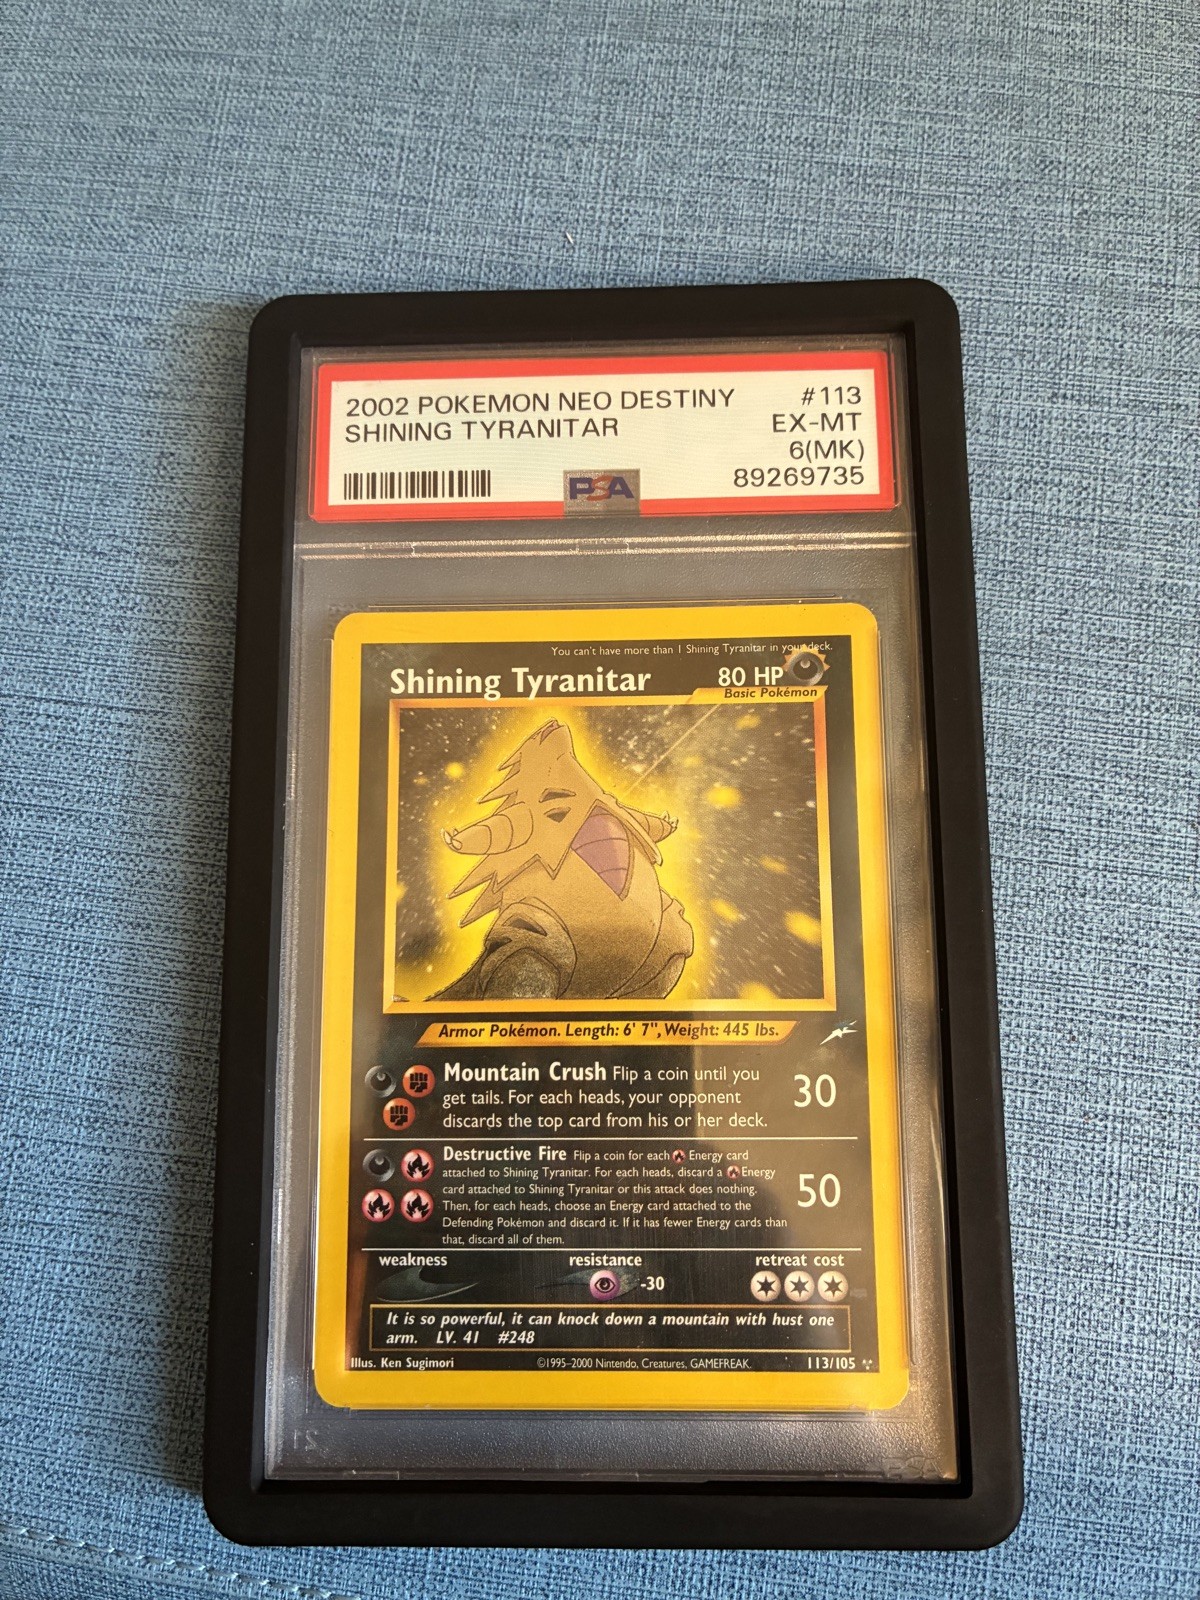 2002 POKEMON NEO DESTINY #113
SHINING TYRANITAR EX-MT
6(MK)
PSA 89269735
You can't have more than 1 Shining Tyranitar in your deck.
Shining Tyranitar 80 HP
Basic Pokémon
Armor Pokémon. Length: 6' 7", Weight: 445 lbs.
Mountain Crush Flip a coin until you
get tails. For each heads, your opponent 30
discards the top card from his or her deck.
Destructive Fire Flip a coin for each Energy card
attached to Shining Tyranitar. For each heads, discard a Energy
card attached to Shining Tyranitar or this attack does nothing. 50
Then, for each heads, choose an Energy card attached to the
Defending Pokémon and discard it. If it has fewer Energy cards than
that, discard all of them.
weakness resistance retreat cost
-30
It is so powerful, it can knock down a mountain with hust one
arm. LV. 41 #248
Illus. Ken Sugimori ©1995–2000 Nintendo, Creatures, GAMEFREAK. 113/105
PSA